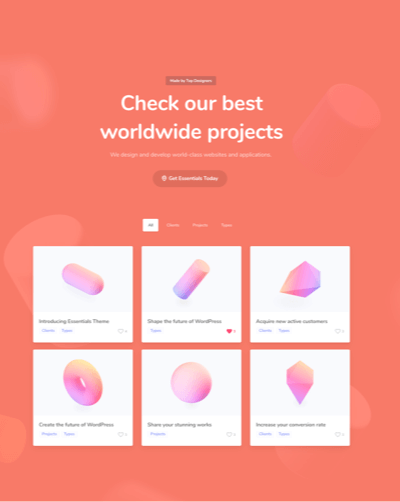 Made by Top Designers
Check our best
worldwide projects
We design and develop world-class websites and applications.
Get Essentials Today
All Clients Projects Types
Introducing Essentials Theme
Clients Types
Shape the future of WordPress
Types
Acquire new active customers
Clients Types
Create the future of WordPress
Projects Types
Share your stunning works
Projects
Increase your conversion rate
Clients Types